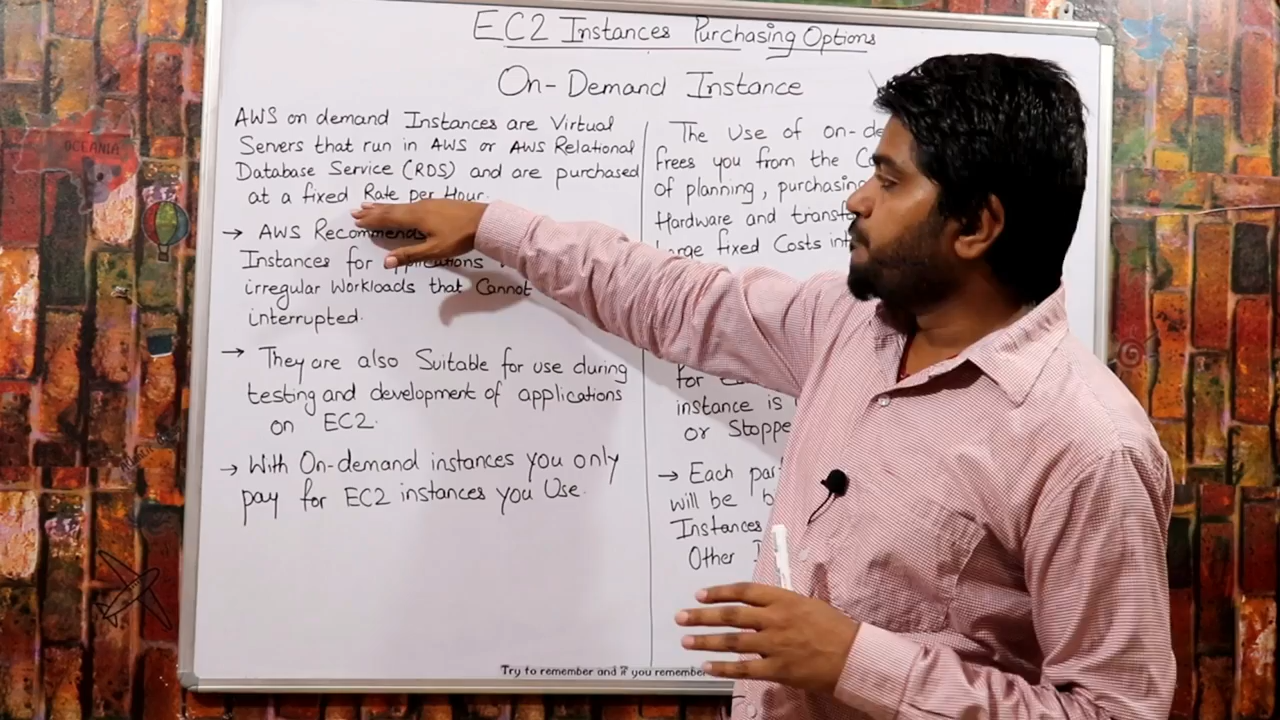 EC2 Instances Purchasing Options
On-Demand Instance
AWS on demand Instances are Virtual
Servers that run in AWS or AWS Relational
Database Service (RDS) and are purchased
at a fixed Rate per Hour.
→ AWS Recommends
Instances for applications
irregular Workloads that Cannot
interrupted.
→ They are also Suitable for use during
testing and development of applications
on EC2.
→ With On-demand instances you only
pay for EC2 instances you Use.
The Use of on-de
frees you from the
of planning, purchasing
Hardware and transf
Large fixed Costs int
for
instance is
or Stoppe
→ Each par
will be b
Instances
Other
Try to remember and if you remember
OCEANIA